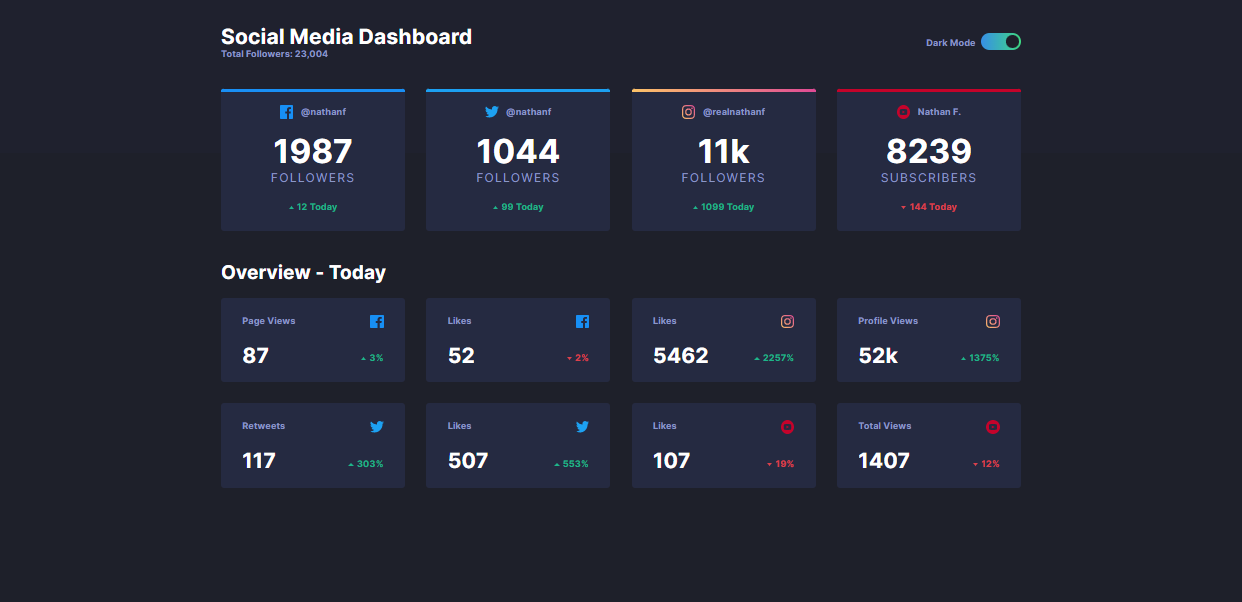 Social Media Dashboard
Total Followers: 23,004
Dark Mode
@nathanf
1987
FOLLOWERS
12 Today
@nathanf
1044
FOLLOWERS
99 Today
@realnathanf
11k
FOLLOWERS
1099 Today
Nathan F.
8239
SUBSCRIBERS
144 Today
Overview - Today
Page Views
87
3%
Likes
52
2%
Likes
5462
2257%
Profile Views
52k
1375%
Retweets
117
303%
Likes
507
553%
Likes
107
19%
Total Views
1407
12%